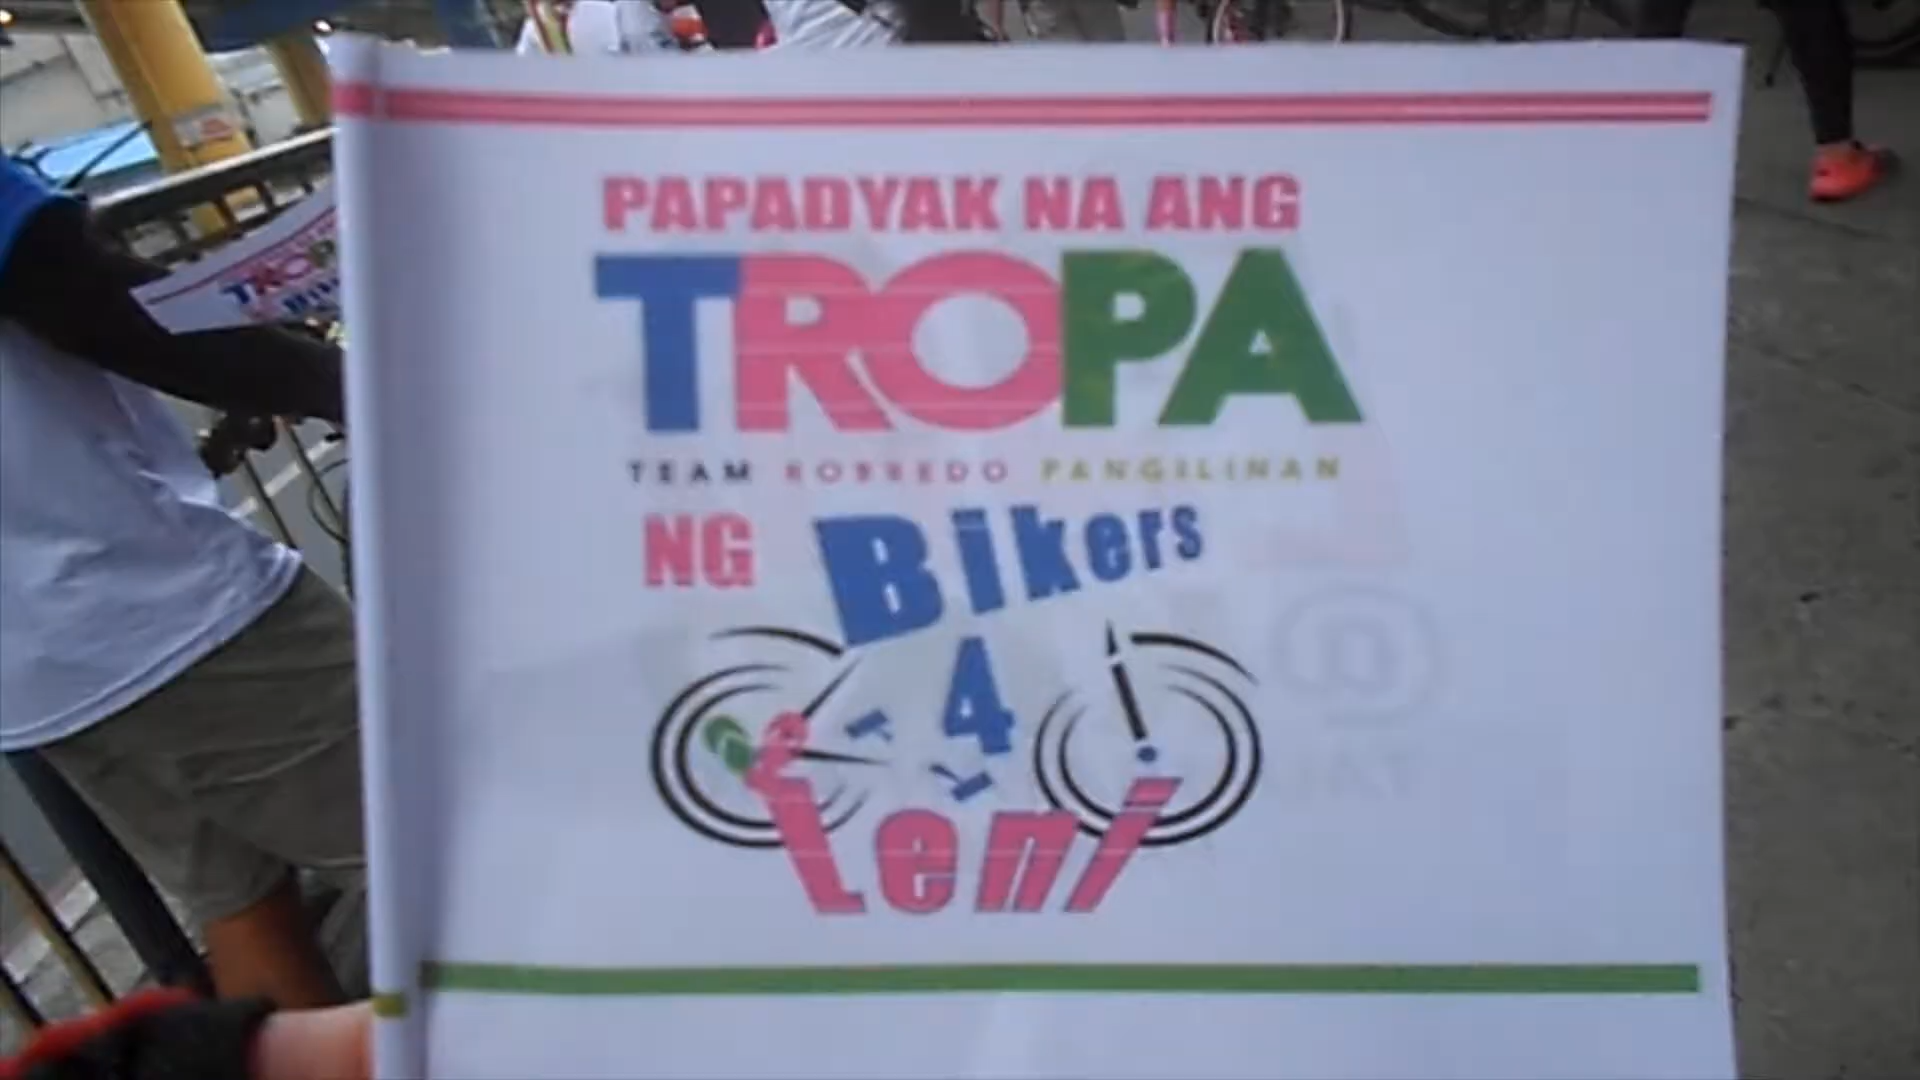 PAPADYAK NA ANG
TROPA
TEAM ROBREDO PANGILINAN
NG Bikers
4
Leni